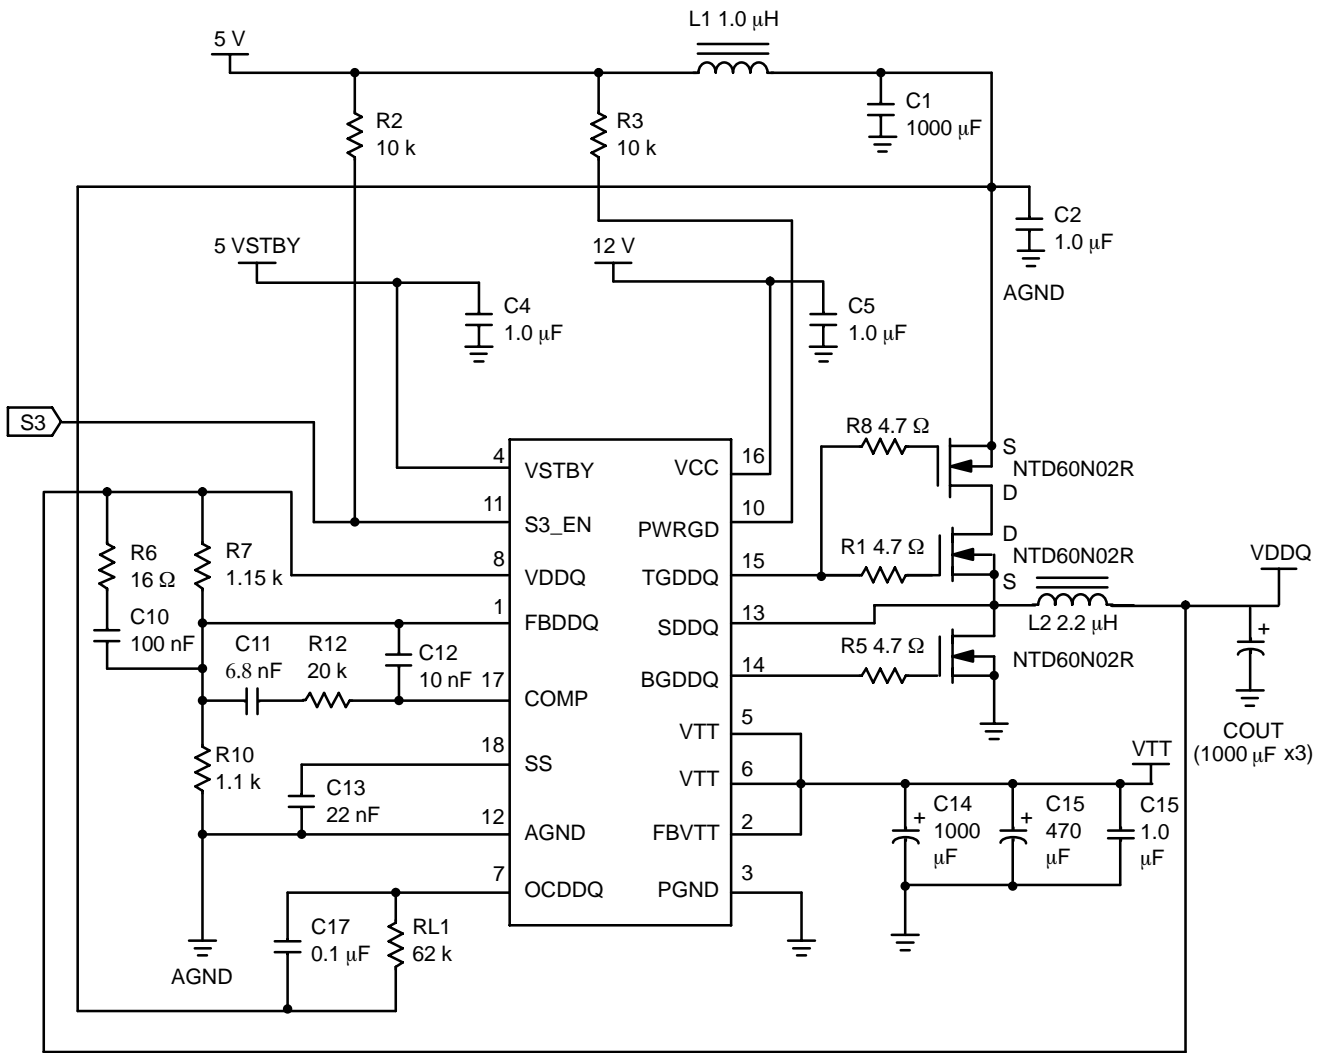 L1 1.0 µH
5 V
R2
10 k
R3
10 k
C1
1000 µF
C2
1.0 µF
AGND
5 VSTBY
12 V
C4
1.0 µF
C5
1.0 µF
S3
R8 4.7 Ω
S
NTD60N02R
D
4
VSTBY
VCC
16
11
S3_EN
PWRGD
10
R1 4.7 Ω
D
NTD60N02R
S
VDDQ
R6
16 Ω
R7
1.15 k
8
VDDQ
TGDDQ
15
C10
100 nF
1
FBDDQ
SDDQ
13
L2 2.2 µH
+
C11
6.8 nF
R12
20 k
C12
10 nF
17
COMP
BGDDQ
14
R5 4.7 Ω
NTD60N02R
COUT
(1000 µF x3)
R10
1.1 k
18
SS
VTT
5
VTT
C13
22 nF
VTT
6
12
AGND
FBVTT
2
+
C14
1000
µF
+
C15
470
µF
C15
1.0
µF
7
OCDDQ
PGND
3
C17
0.1 µF
RL1
62 k
AGND